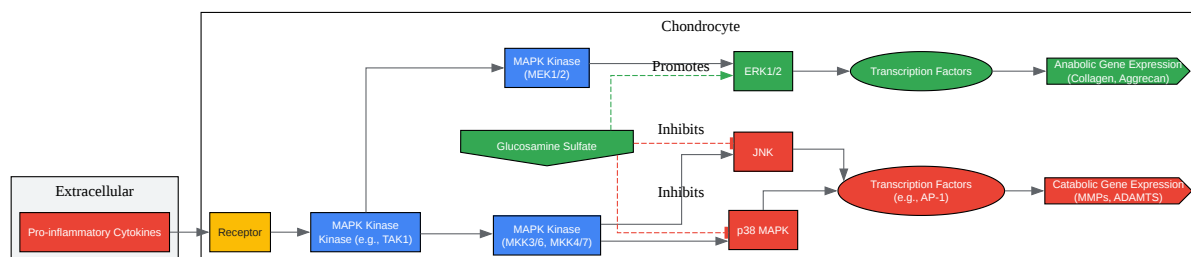 Chondrocyte
MAPK Kinase
(MEK1/2)
Promotes
ERK1/2
Transcription Factors
Anabolic Gene Expression
(Collagen, Aggrecan)
Glucosamine Sulfate
Inhibits
JNK
Inhibits
Extracellular
Pro-inflammatory Cytokines
Receptor
MAPK Kinase
Kinase (e.g., TAK1)
MAPK Kinase
(MKK3/6, MKK4/7)
p38 MAPK
Transcription Factors
(e.g., AP-1)
Catabolic Gene Expression
(MMPs, ADAMTS)